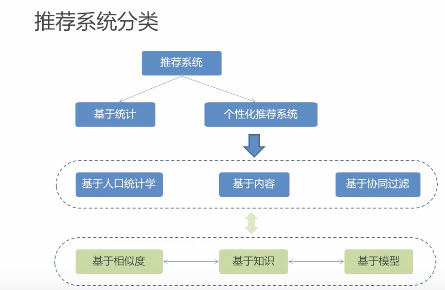 推荐系统分类
推荐系统
基于统计
个性化推荐系统
基于人口统计学
基于内容
基于协同过滤
基于相似度
基于知识
基于模型